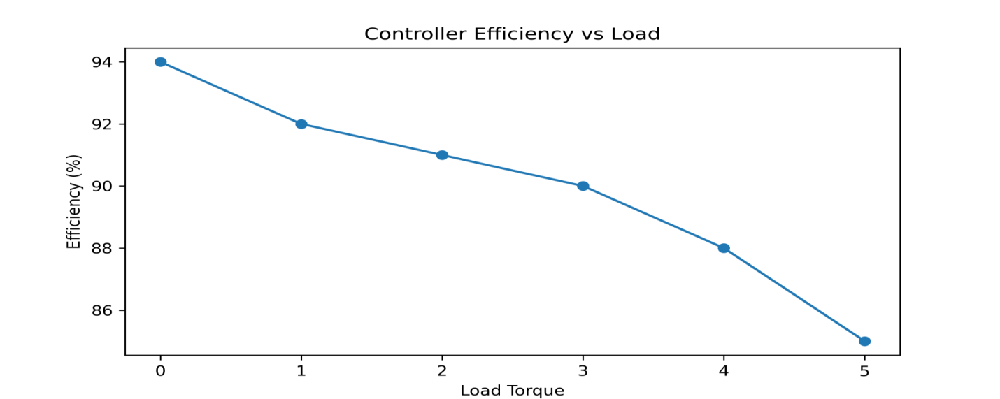 Controller Efficiency vs Load
94
92
90
88
86
Efficiency (%)
0 1 2 3 4 5
Load Torque